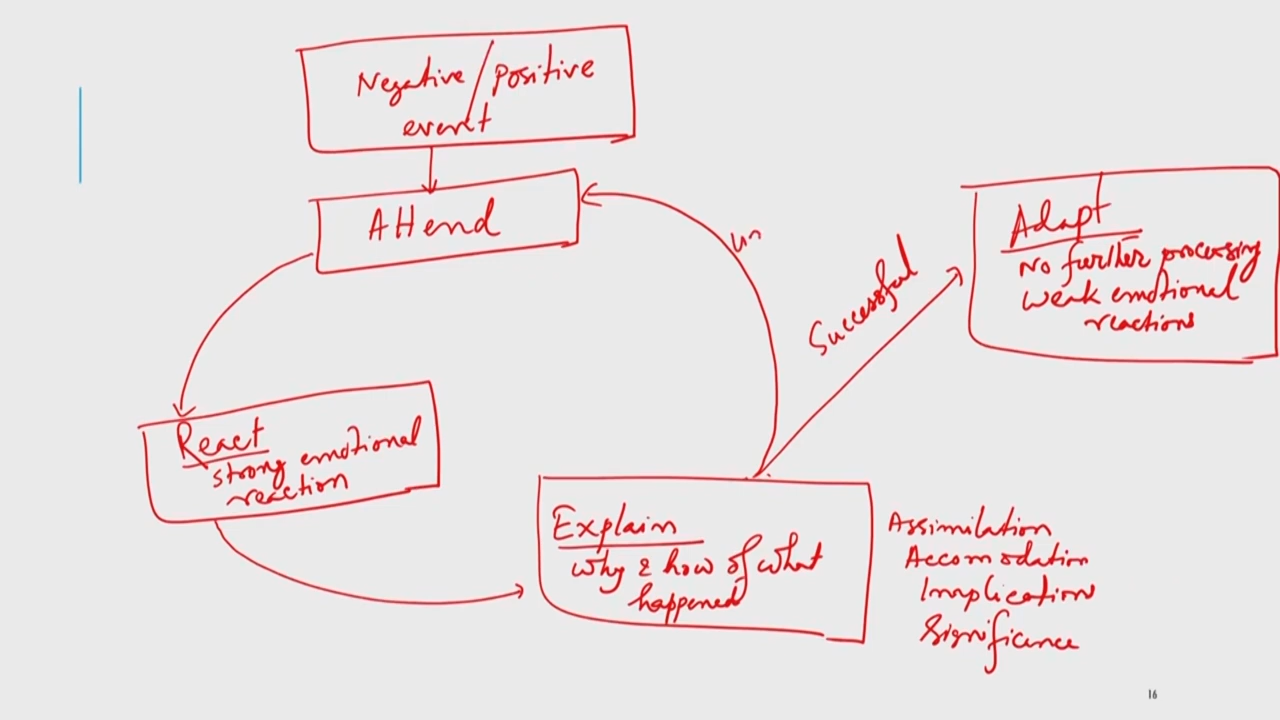 Negative/Positive
event
Attend
un
Successful
Adapt
No further processing
weak emotional
reactions
React
strong emotional
reaction
Explain
why & how of what
happened
Assimilation
Accomodation
Implication
Significance
16